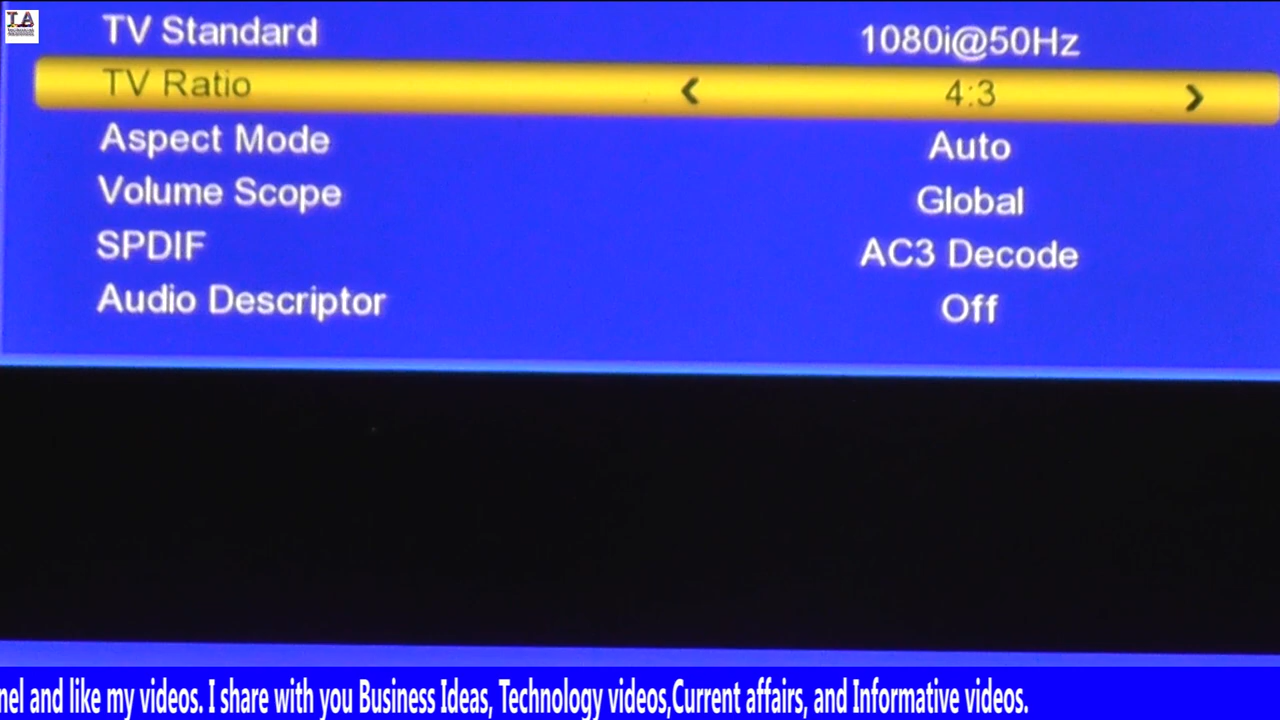 IA
TV Standard 1080i@50Hz
TV Ratio 4:3
Aspect Mode Auto
Volume Scope Global
SPDIF AC3 Decode
Audio Descriptor Off
nel and like my videos. I share with you Business Ideas, Technology videos,Current affairs, and Informative videos.